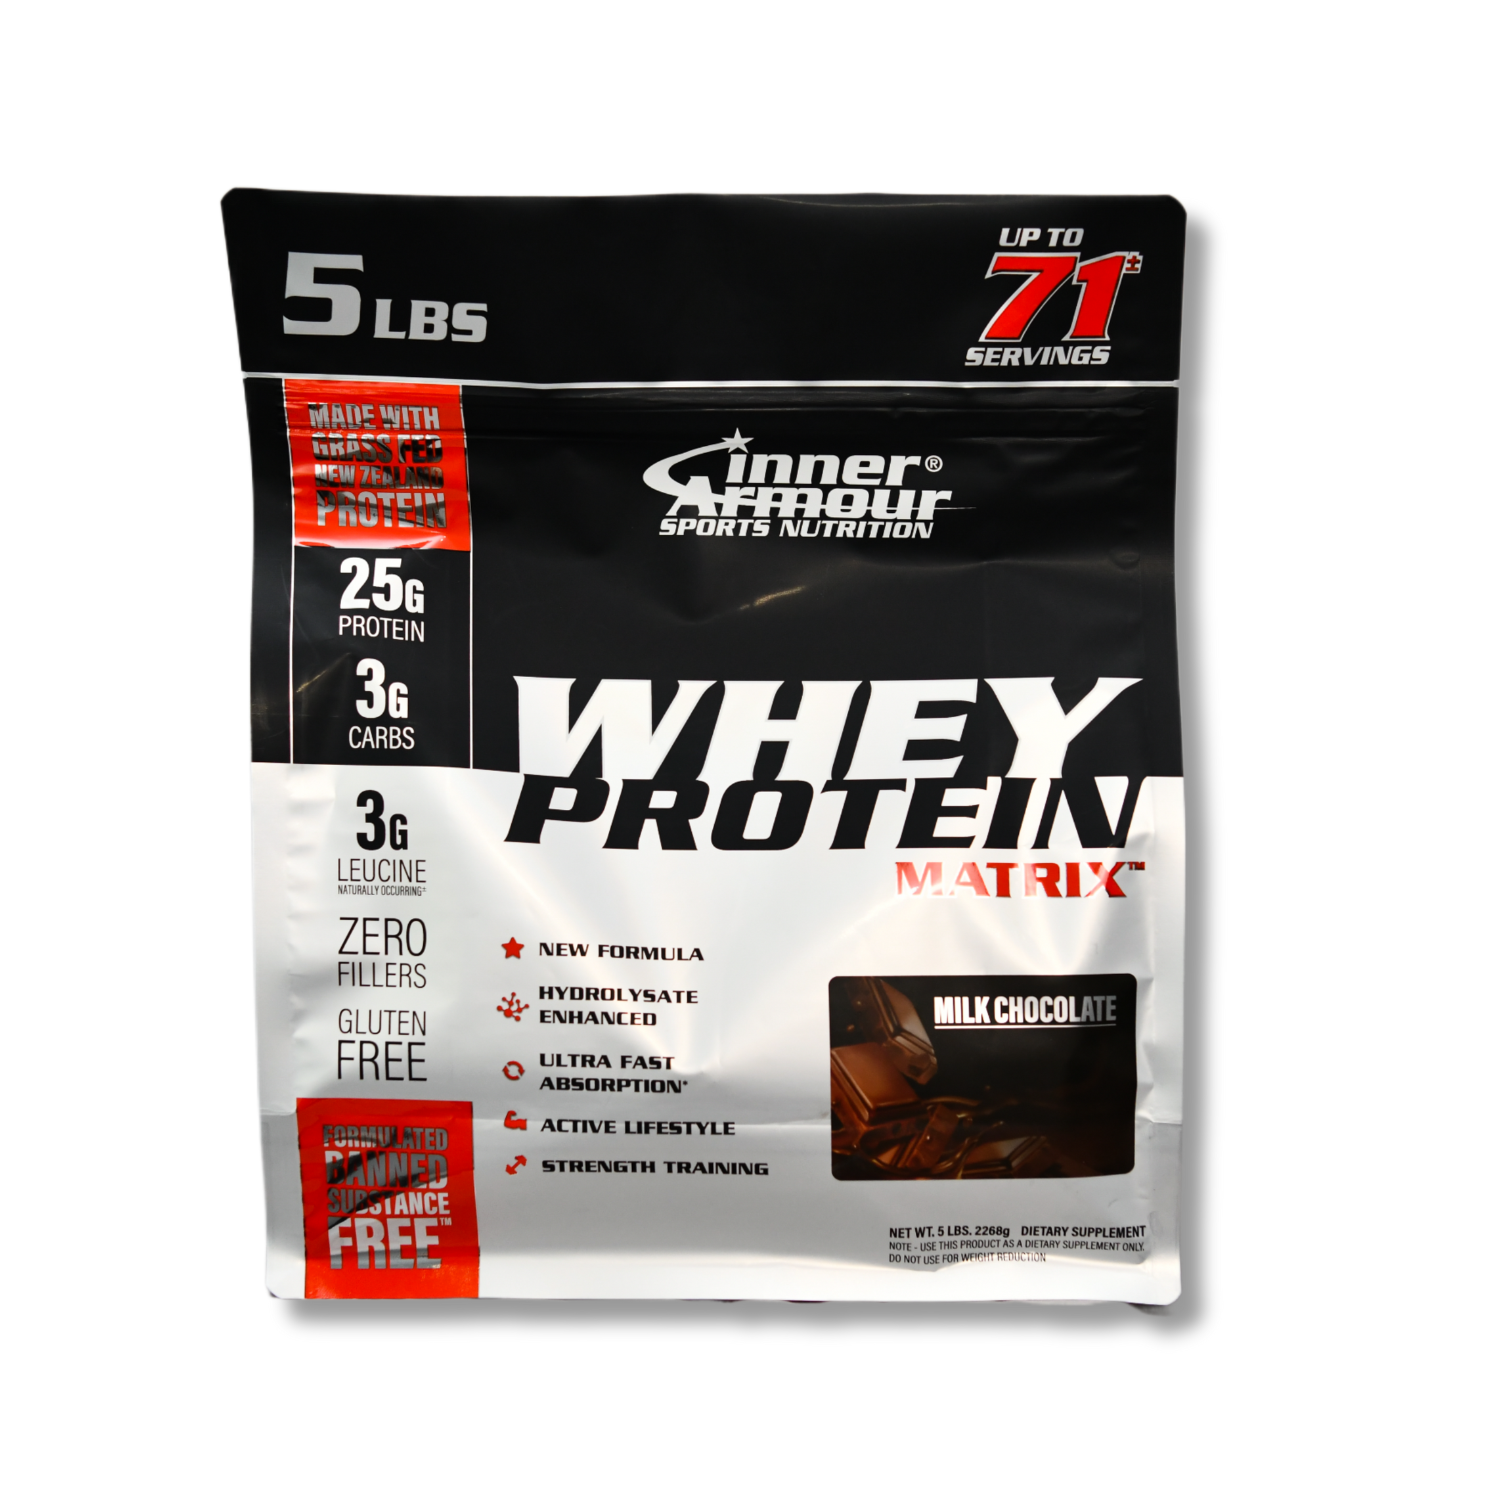 5 LBS
UP TO
71±
SERVINGS
MADE WITH
GRASS FED
NEW ZEALAND
PROTEIN
inner®
Armour
SPORTS NUTRITION
25G
PROTEIN
3G
CARBS
3G
LEUCINE
NATURALLY OCCURRING±
ZERO
FILLERS
GLUTEN
FREE
FORMULATED
BANNED
SUBSTANCE
FREE™
WHEY
PROTEIN
MATRIX™
NEW FORMULA
HYDROLYSATE
ENHANCED
ULTRA FAST
ABSORPTION*
ACTIVE LIFESTYLE
STRENGTH TRAINING
MILK CHOCOLATE
NET WT. 5 LBS. 2268g DIETARY SUPPLEMENT
NOTE - USE THIS PRODUCT AS A DIETARY SUPPLEMENT ONLY.
DO NOT USE FOR WEIGHT REDUCTION.